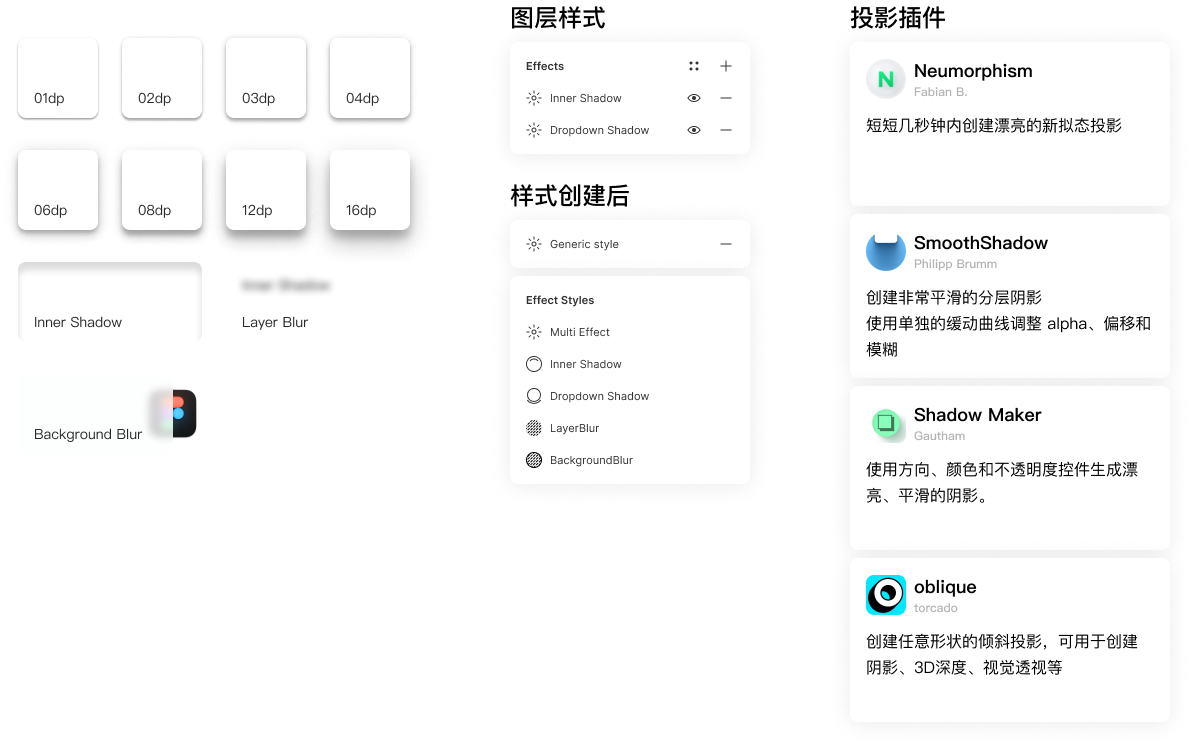 01dp
02dp
03dp
04dp
06dp
08dp
12dp
16dp
Inner Shadow
Inner Shadow
Layer Blur
Background Blur
图层样式
Effects
Inner Shadow
Dropdown Shadow
样式创建后
Generic style
Effect Styles
Multi Effect
Inner Shadow
Dropdown Shadow
LayerBlur
BackgroundBlur
投影插件
Neumorphism
Fabian B.
短短几秒钟内创建漂亮的新拟态投影
SmoothShadow
Philipp Brumm
创建非常平滑的分层阴影
使用单独的缓动曲线调整 alpha、偏移和
模糊
Shadow Maker
Gautham
使用方向、颜色和不透明度控件生成漂
亮、平滑的阴影。
oblique
torcado
创建任意形状的倾斜投影，可用于创建
阴影、3D深度、视觉透视等